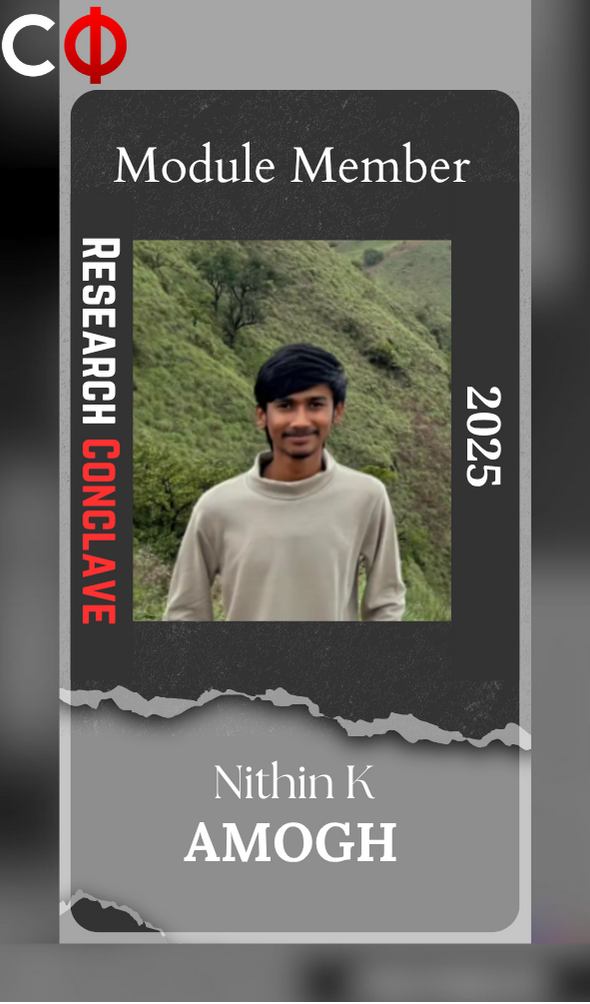 CΦ
Module Member
RESEARCH CONCLAVE
2025
Nithin K
AMOGH